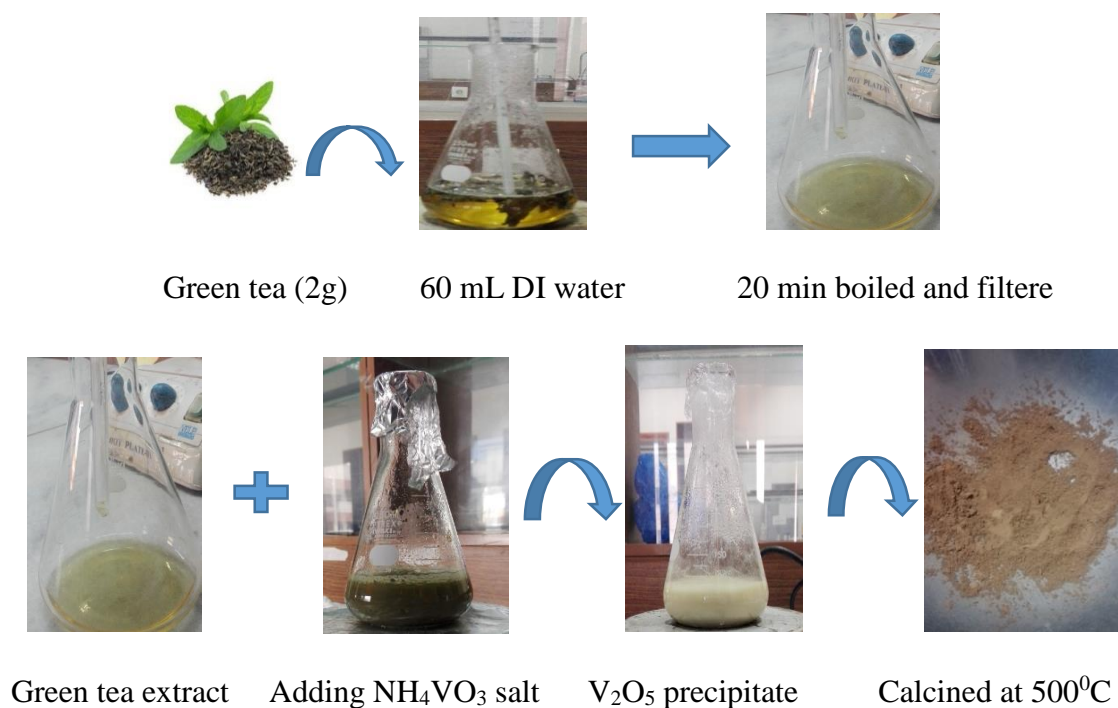 Green tea (2g) 60 mL DI water 20 min boiled and filtere
Green tea extract Adding NH₄VO₃ salt V₂O₅ precipitate Calcined at 500⁰C